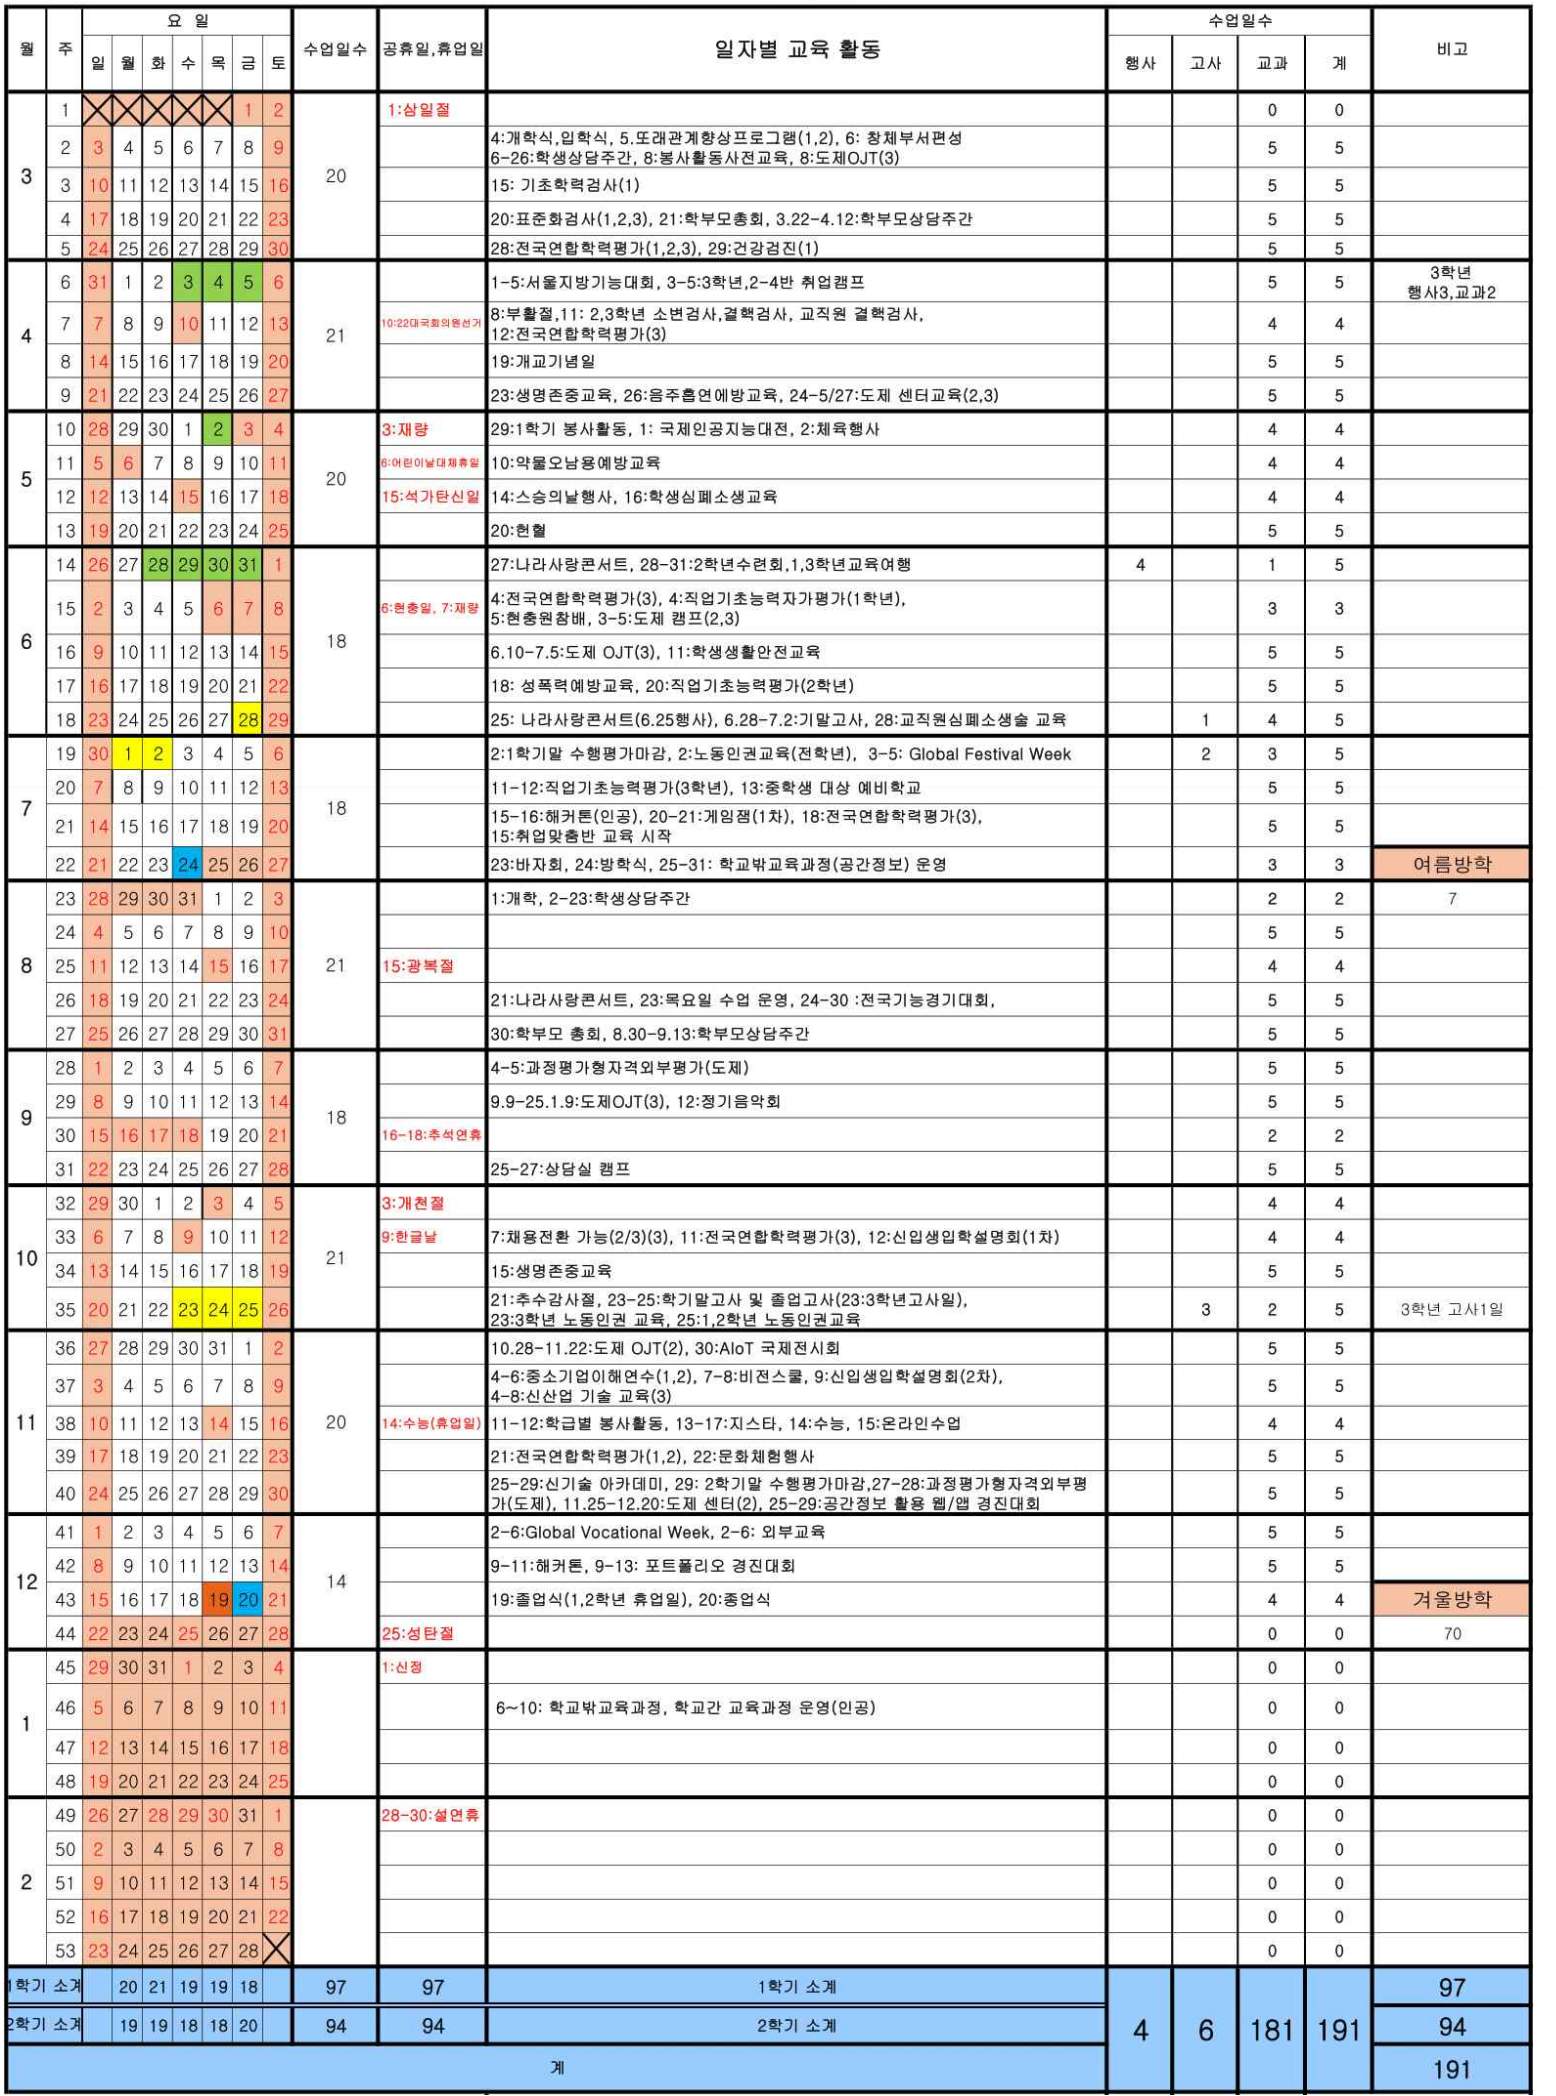 월 주 요 일 수업일수 공휴일,휴업일 일자별 교육 활동 수업일수 비고
일 월 화 수 목 금 토 행사 고사 교과 계
3 20
1 1 2 1:삼일절 0 0
2 3 4 5 6 7 8 9 4:개학식,입학식, 5.또래관계향상프로그램(1,2), 6: 창체부서편성 5 5
6-26:학생상담주간, 8:봉사활동사전교육, 8:도제OJT(3)
3 10 11 12 13 14 15 16 15: 기초학력검사(1) 5 5
4 17 18 19 20 21 22 23 20:표준화검사(1,2,3), 21:학부모총회, 3.22-4.12:학부모상담주간 5 5
5 24 25 26 27 28 29 30 28:전국연합학력평가(1,2,3), 29:건강검진(1) 5 5
4 21
6 31 1 2 3 4 5 6 1-5:서울지방기능대회, 3-5:3학년,2-4반 취업캠프 5 5 3학년
행사3,교과2
7 7 8 9 10 11 12 13 10:22대국회의원선거 8:부활절,11: 2,3학년 소변검사,결핵검사, 교직원 결핵검사, 4 4
12:전국연합학력평가(3)
8 14 15 16 17 18 19 20 19:개교기념일 5 5
9 21 22 23 24 25 26 27 23:생명존중교육, 26:음주흡연에방교육, 24-5/27:도제 센터교육(2,3) 5 5
5 20
10 28 29 30 1 2 3 4 3:재량 29:1학기 봉사활동, 1: 국제인공지능대전, 2:체육행사 4 4
11 5 6 7 8 9 10 11 6:어린이날대체휴일 10:약물오남용예방교육 4 4
12 12 13 14 15 16 17 18 15:석가탄신일 14:스승의날행사, 16:학생심폐소생교육 4 4
13 19 20 21 22 23 24 25 20:헌혈 5 5
6 18
14 26 27 28 29 30 31 1 27:나라사랑콘서트, 28-31:2학년수련회,1,3학년교육여행 4 1 5
15 2 3 4 5 6 7 8 6:현충일, 7:재량 4:전국연합학력평가(3), 4:직업기초능력자가평가(1학년), 3 3
5:현충원참배, 3-5:도제 캠프(2,3)
16 9 10 11 12 13 14 15 6.10-7.5:도제 OJT(3), 11:학생생활안전교육 5 5
17 16 17 18 19 20 21 22 18: 성폭력예방교육, 20:직업기초능력평가(2학년) 5 5
18 23 24 25 26 27 28 29 25: 나라사랑콘서트(6.25행사), 6.28-7.2:기말고사, 28:교직원심폐소생술 교육 1 4 5
7 18
19 30 1 2 3 4 5 6 2:1학기말 수행평가마감, 2:노동인권교육(전학년), 3-5: Global Festival Week 2 3 5
20 7 8 9 10 11 12 13 11-12:직업기초능력평가(3학년), 13:중학생 대상 예비학교 5 5
21 14 15 16 17 18 19 20 15-16:해커톤(인공), 20-21:게임잼(1차), 18:전국연합학력평가(3), 5 5
15:취업맞춤반 교육 시작
22 21 22 23 24 25 26 27 23:바자회, 24:방학식, 25-31: 학교밖교육과정(공간정보) 운영 3 3 여름방학
8 21
23 28 29 30 31 1 2 3 1:개학, 2-23:학생상담주간 2 2 7
24 4 5 6 7 8 9 10 5 5
25 11 12 13 14 15 16 17 15:광복절 4 4
26 18 19 20 21 22 23 24 21:나라사랑콘서트, 23:목요일 수업 운영, 24-30 :전국기능경기대회, 5 5
27 25 26 27 28 29 30 31 30:학부모 총회, 8.30-9.13:학부모상담주간 5 5
9 18
28 1 2 3 4 5 6 7 4-5:과정평가형자격외부평가(도제) 5 5
29 8 9 10 11 12 13 14 9.9-25.1.9:도제OJT(3), 12:정기음악회 5 5
30 15 16 17 18 19 20 21 16-18:추석연휴 2 2
31 22 23 24 25 26 27 28 25-27:상담실 캠프 5 5
10 21
32 29 30 1 2 3 4 5 3:개천절 4 4
33 6 7 8 9 10 11 12 9:한글날 7:채용전환 가능(2/3)(3), 11:전국연합학력평가(3), 12:신입생입학설명회(1차) 4 4
34 13 14 15 16 17 18 19 15:생명존중교육 5 5
35 20 21 22 23 24 25 26 21:추수감사절, 23-25:학기말고사 및 졸업고사(23:3학년고사일), 3 2 5 3학년 고사1일
23:3학년 노동인권 교육, 25:1,2학년 노동인권교육
11 20
36 27 28 29 30 31 1 2 10.28-11.22:도제 OJT(2), 30:AIoT 국제전시회 5 5
37 3 4 5 6 7 8 9 4-6:중소기업이해연수(1,2), 7-8:비전스쿨, 9:신입생입학설명회(2차), 5 5
4-8:신산업 기술 교육(3)
38 10 11 12 13 14 15 16 14:수능(휴업일) 11-12:학급별 봉사활동, 13-17:지스타, 14:수능, 15:온라인수업 4 4
39 17 18 19 20 21 22 23 21:전국연합학력평가(1,2), 22:문화체험행사 5 5
40 24 25 26 27 28 29 30 25-29:신기술 아카데미, 29: 2학기말 수행평가마감,27-28:과정평가형자격외부평 5 5
가(도제), 11.25-12.20:도제 센터(2), 25-29:공간정보 활용 웹/앱 경진대회
12 14
41 1 2 3 4 5 6 7 2-6:Global Vocational Week, 2-6: 외부교육 5 5
42 8 9 10 11 12 13 14 9-11:해커톤, 9-13: 포트폴리오 경진대회 5 5
43 15 16 17 18 19 20 21 19:졸업식(1,2학년 휴업일), 20:종업식 4 4 겨울방학
44 22 23 24 25 26 27 28 25:성탄절 0 0 70
1
45 29 30 31 1 2 3 4 1:신정 0 0
46 5 6 7 8 9 10 11 6~10: 학교밖교육과정, 학교간 교육과정 운영(인공) 0 0
47 12 13 14 15 16 17 18 0 0
48 19 20 21 22 23 24 25 0 0
2
49 26 27 28 29 30 31 1 28-30:설연휴 0 0
50 2 3 4 5 6 7 8 0 0
51 9 10 11 12 13 14 15 0 0
52 16 17 18 19 20 21 22 0 0
53 23 24 25 26 27 28 0 0
1학기 소계 20 21 19 19 18 97 97 1학기 소계 97
2학기 소계 19 19 18 18 20 94 94 2학기 소계 4 6 181 191 94
계 191